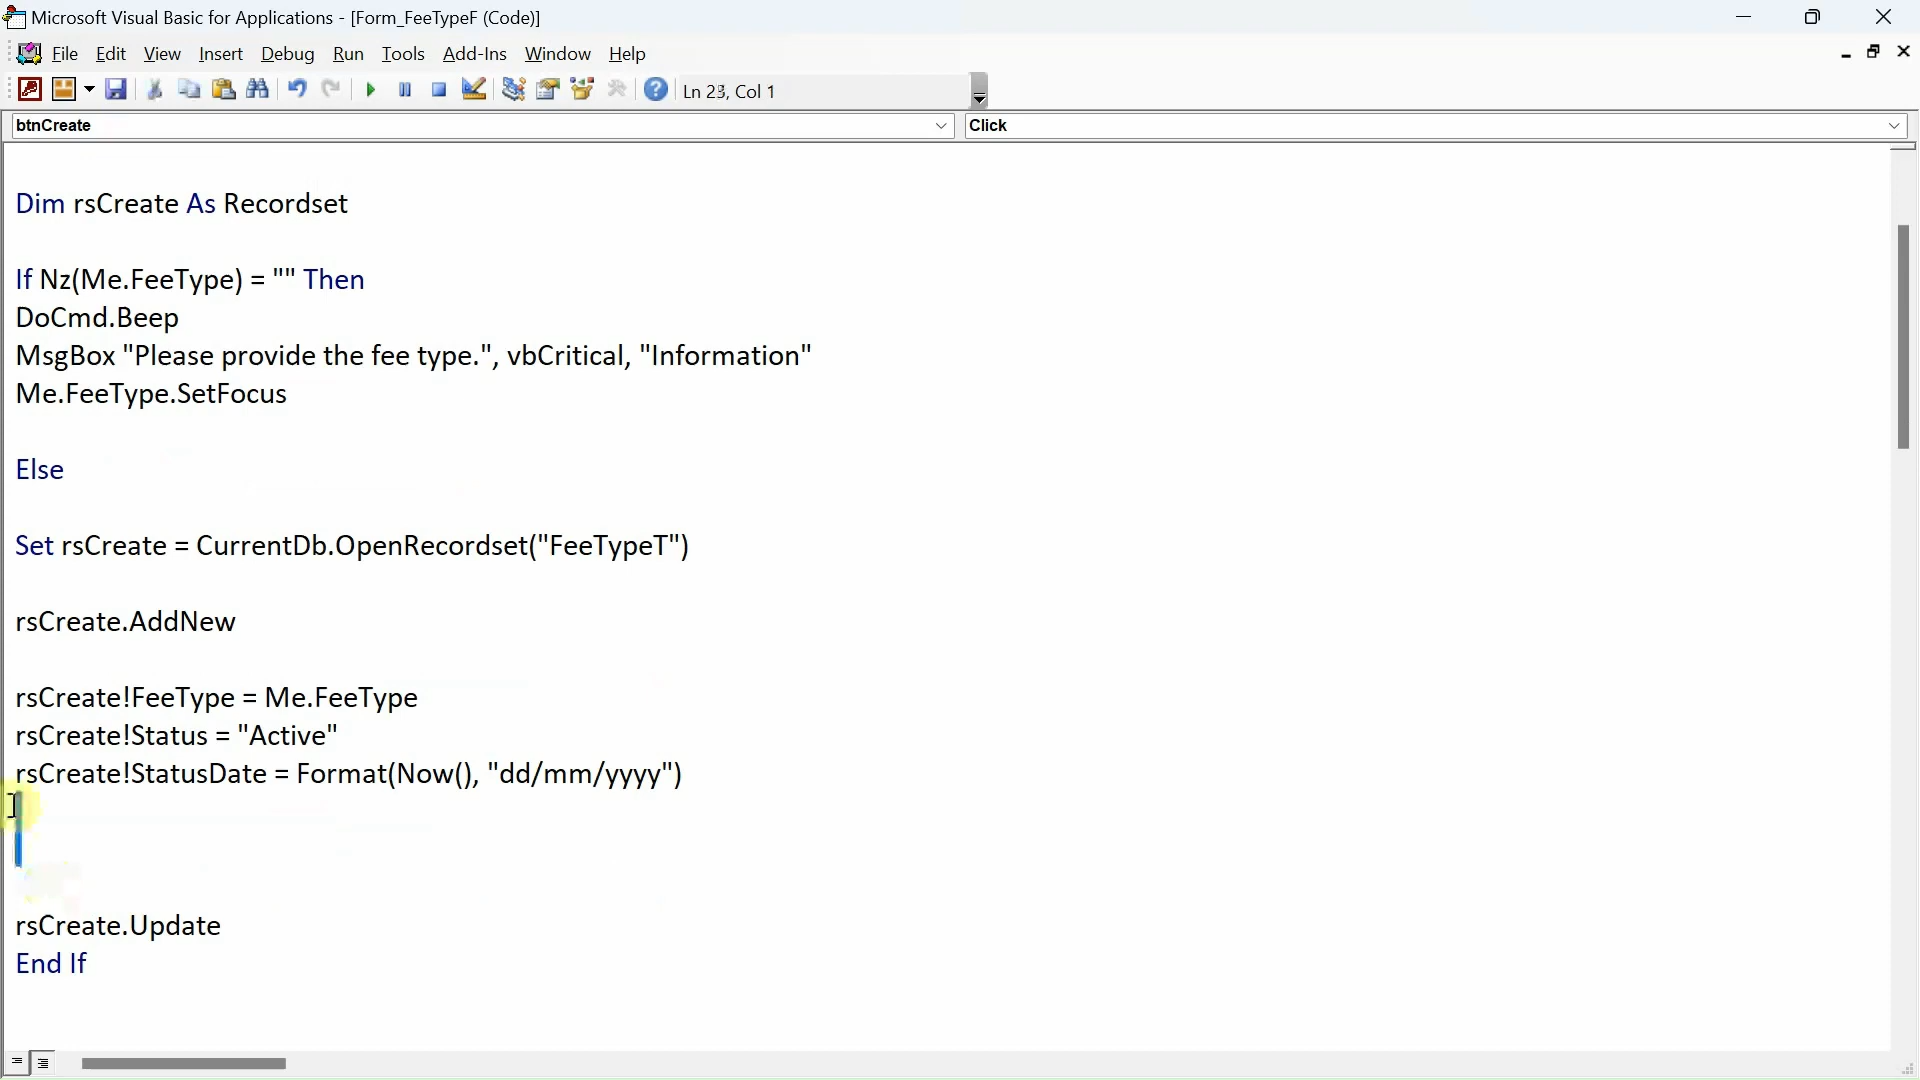 Microsoft Visual Basic for Applications - [Form_FeeTypeF (Code)]
File Edit View Insert Debug Run Tools Add-Ins Window Help
Ln 23, Col 1
btnCreate Click
Dim rsCreate As Recordset
If Nz(Me.FeeType) = "" Then
DoCmd.Beep
MsgBox "Please provide the fee type.", vbCritical, "Information"
Me.FeeType.SetFocus
Else
Set rsCreate = CurrentDb.OpenRecordset("FeeTypeT")
rsCreate.AddNew
rsCreate!FeeType = Me.FeeType
rsCreate!Status = "Active"
rsCreate!StatusDate = Format(Now(), "dd/mm/yyyy")
rsCreate.Update
End If